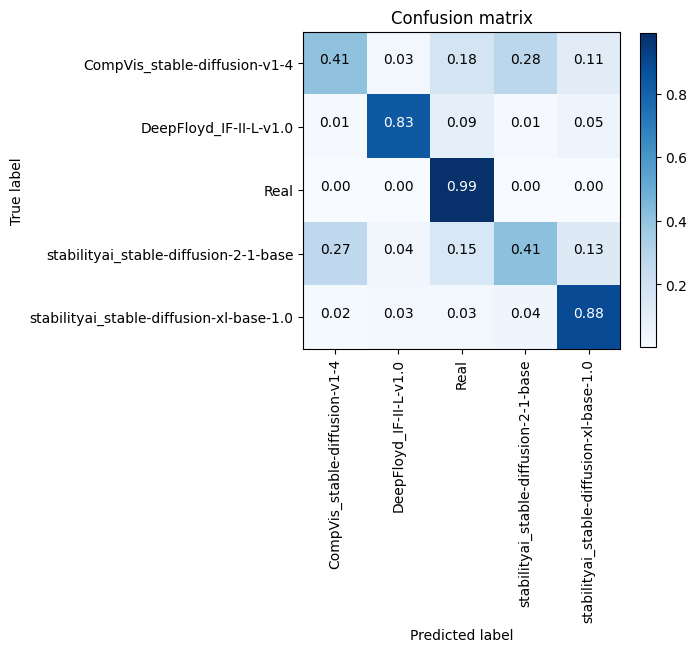 Confusion matrix
CompVis_stable-diffusion-v1-4 0.41 0.03 0.18 0.28 0.11
DeepFloyd_IF-II-L-v1.0 0.01 0.83 0.09 0.01 0.05
Real 0.00 0.00 0.99 0.00 0.00
stabilityai_stable-diffusion-2-1-base 0.27 0.04 0.15 0.41 0.13
stabilityai_stable-diffusion-xl-base-1.0 0.02 0.03 0.03 0.04 0.88
True label
0.8
0.6
0.4
0.2
CompVis_stable-diffusion-v1-4
DeepFloyd_IF-II-L-v1.0
Real
stabilityai_stable-diffusion-2-1-base
stabilityai_stable-diffusion-xl-base-1.0
Predicted label